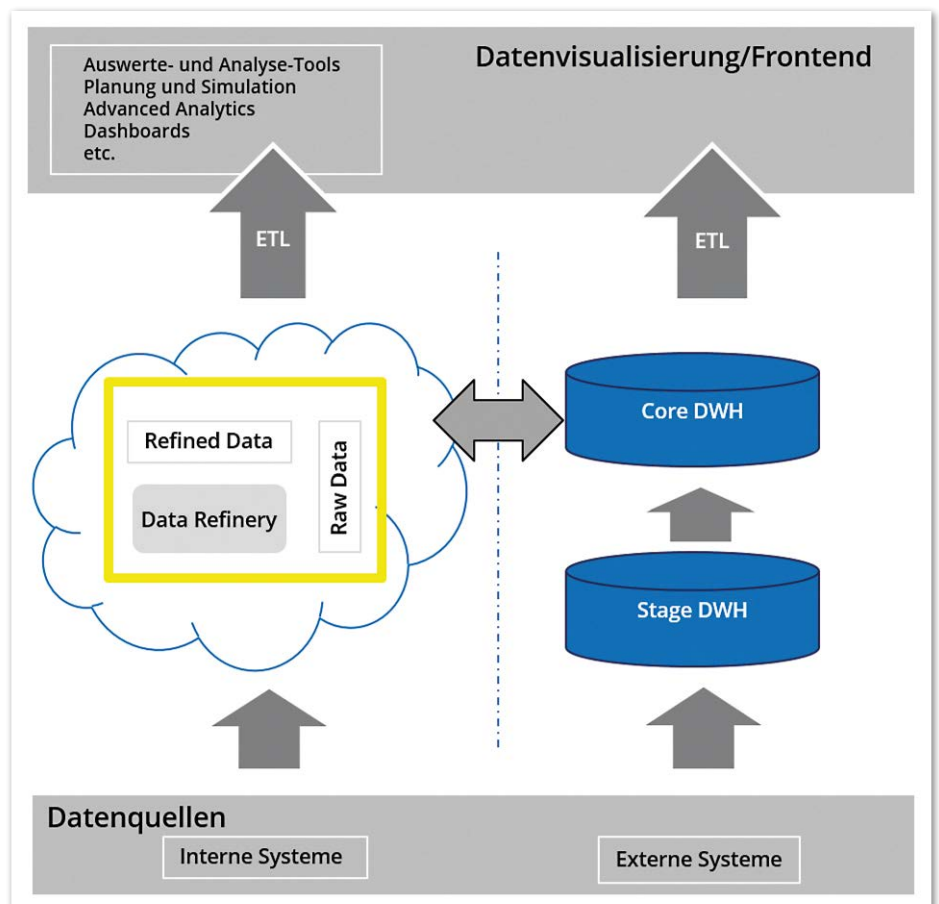 Datenvisualisierung/Frontend
Auswerte- und Analyse-Tools
Planung und Simulation
Advanced Analytics
Dashboards
etc.
ETL
ETL
Refined Data
Data Refinery
Raw Data
Core DWH
Stage DWH
Datenquellen
Interne Systeme
Externe Systeme